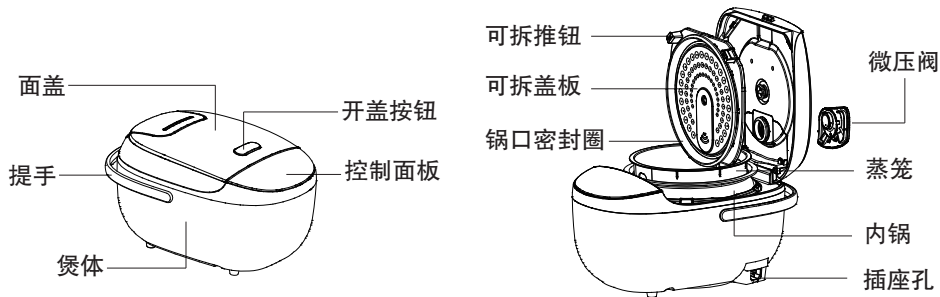 面盖
开盖按钮
提手
控制面板
煲体
可拆推钮
可拆盖板
锅口密封圈
微压阀
蒸笼
内锅
插座孔